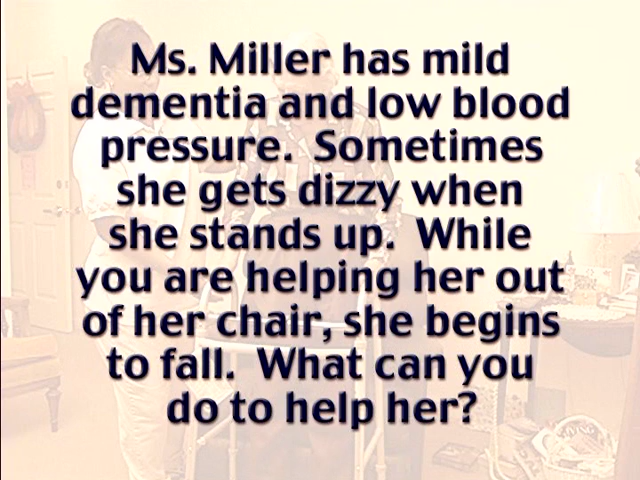 Ms. Miller has mild
dementia and low blood
pressure.  Sometimes
she gets dizzy when
she stands up.  While
you are helping her out
of her chair, she begins
to fall.  What can you
do to help her?